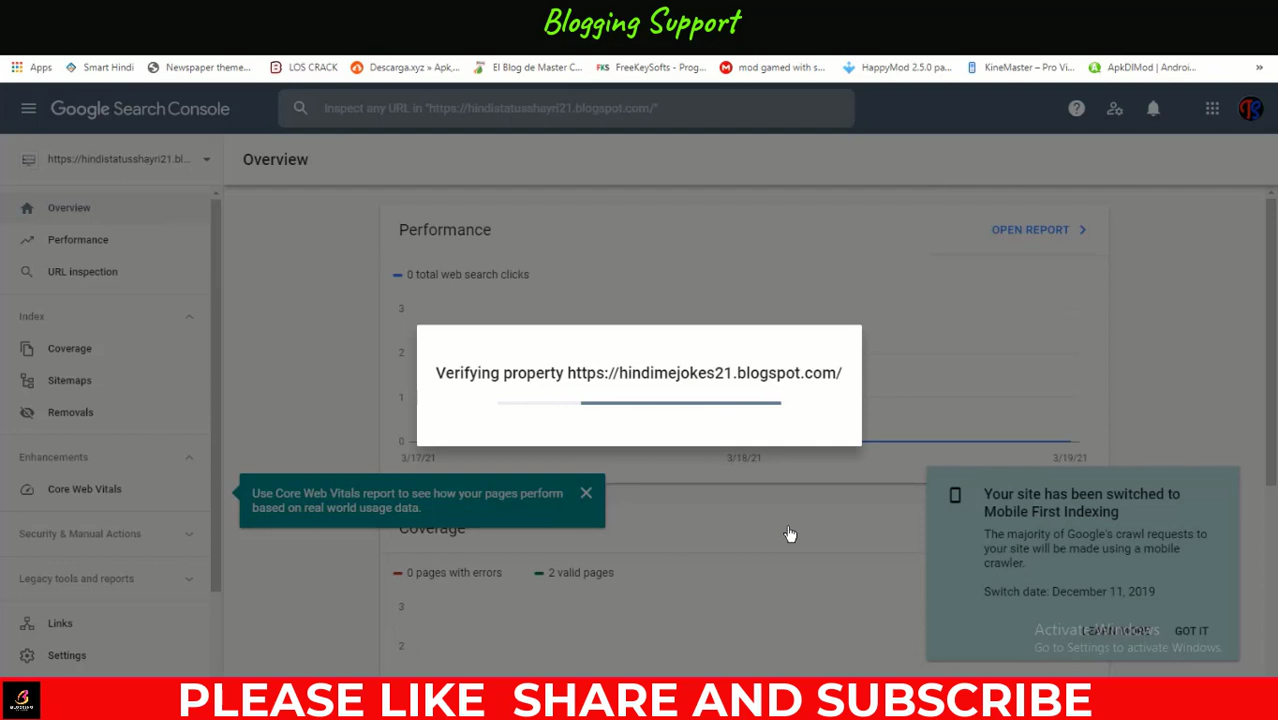 Blogging Support
Apps
Smart Hindi
Newspaper theme...
LOS CRACK
Descarga.xyz » Apk,...
El Blog de Master C...
FKS FreeKeySofts - Prog...
mod gamed with s...
HappyMod 2.5.0 pa...
KineMaster – Pro Vi...
ApkDlMod | Androi...
»
Google Search Console
Inspect any URL in "https://hindistatusshayri21.blogspot.com/"
https://hindistatusshayri21.bl...
Overview
Overview
Performance
URL inspection
Index
Coverage
Sitemaps
Removals
Enhancements
Core Web Vitals
Security & Manual Actions
Legacy tools and reports
Links
Settings
Performance
OPEN REPORT
0 total web search clicks
3
2
1
0
3/17/21
3/18/21
3/19/21
Verifying property https://hindimejokes21.blogspot.com/
Use Core Web Vitals report to see how your pages perform
based on real world usage data.
Coverage
0 pages with errors
2 valid pages
3
2
Your site has been switched to
Mobile First Indexing
The majority of Google's crawl requests to
your site will be made using a mobile
crawler.
Switch date: December 11, 2019
LEARN MORE
GOT IT
Activate Windows
Go to Settings to activate Windows.
PLEASE LIKE SHARE AND SUBSCRIBE